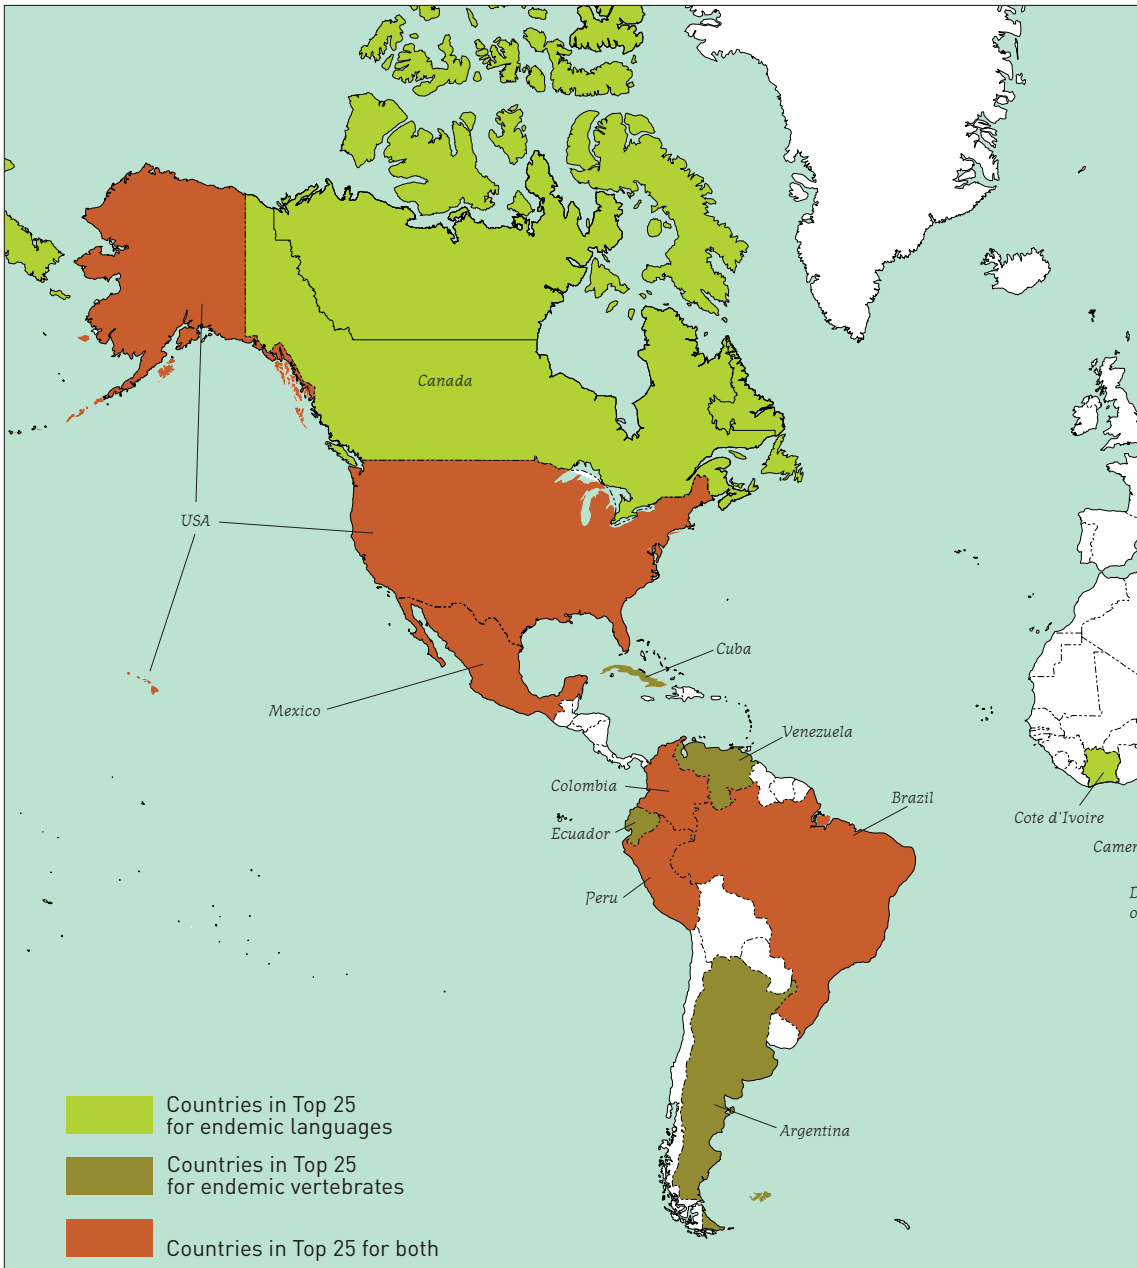 Canada
USA
Cuba
Mexico
Venezuela
Colombia
Brazil
Cote d'Ivoire
Ecuador
Peru
Argentina
Countries in Top 25
for endemic languages
Countries in Top 25
for endemic vertebrates
Countries in Top 25 for both